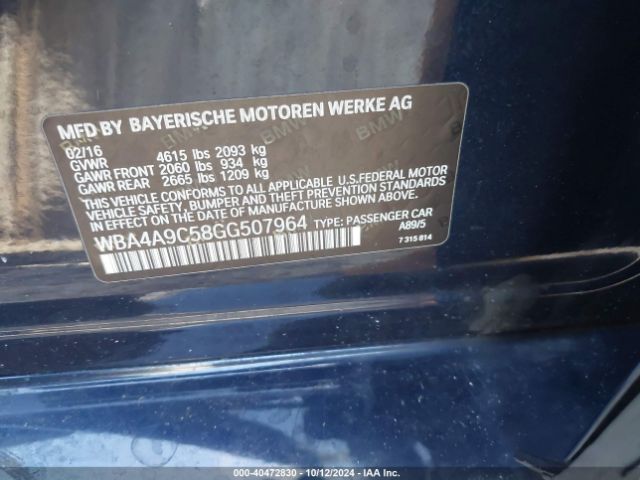 MFD BY BAYERISCHE MOTOREN WERKE AG
02/16
GVWR 4615 lbs 2093 kg
GAWR FRONT 2060 lbs 934 kg
GAWR REAR 2665 lbs 1209 kg
THIS VEHICLE CONFORMS TO ALL APPLICABLE U.S.FEDERAL MOTOR
VEHICLE SAFETY, BUMPER AND THEFT PREVENTION STANDARDS
IN EFFECT ON THE DATE OF MANUFACTURE SHOWN ABOVE.
WBA4A9C58GG507964 TYPE: PASSENGER CAR
A89/5
7 315 814
000-40472830 - 10/12/2024 - IAA Inc.